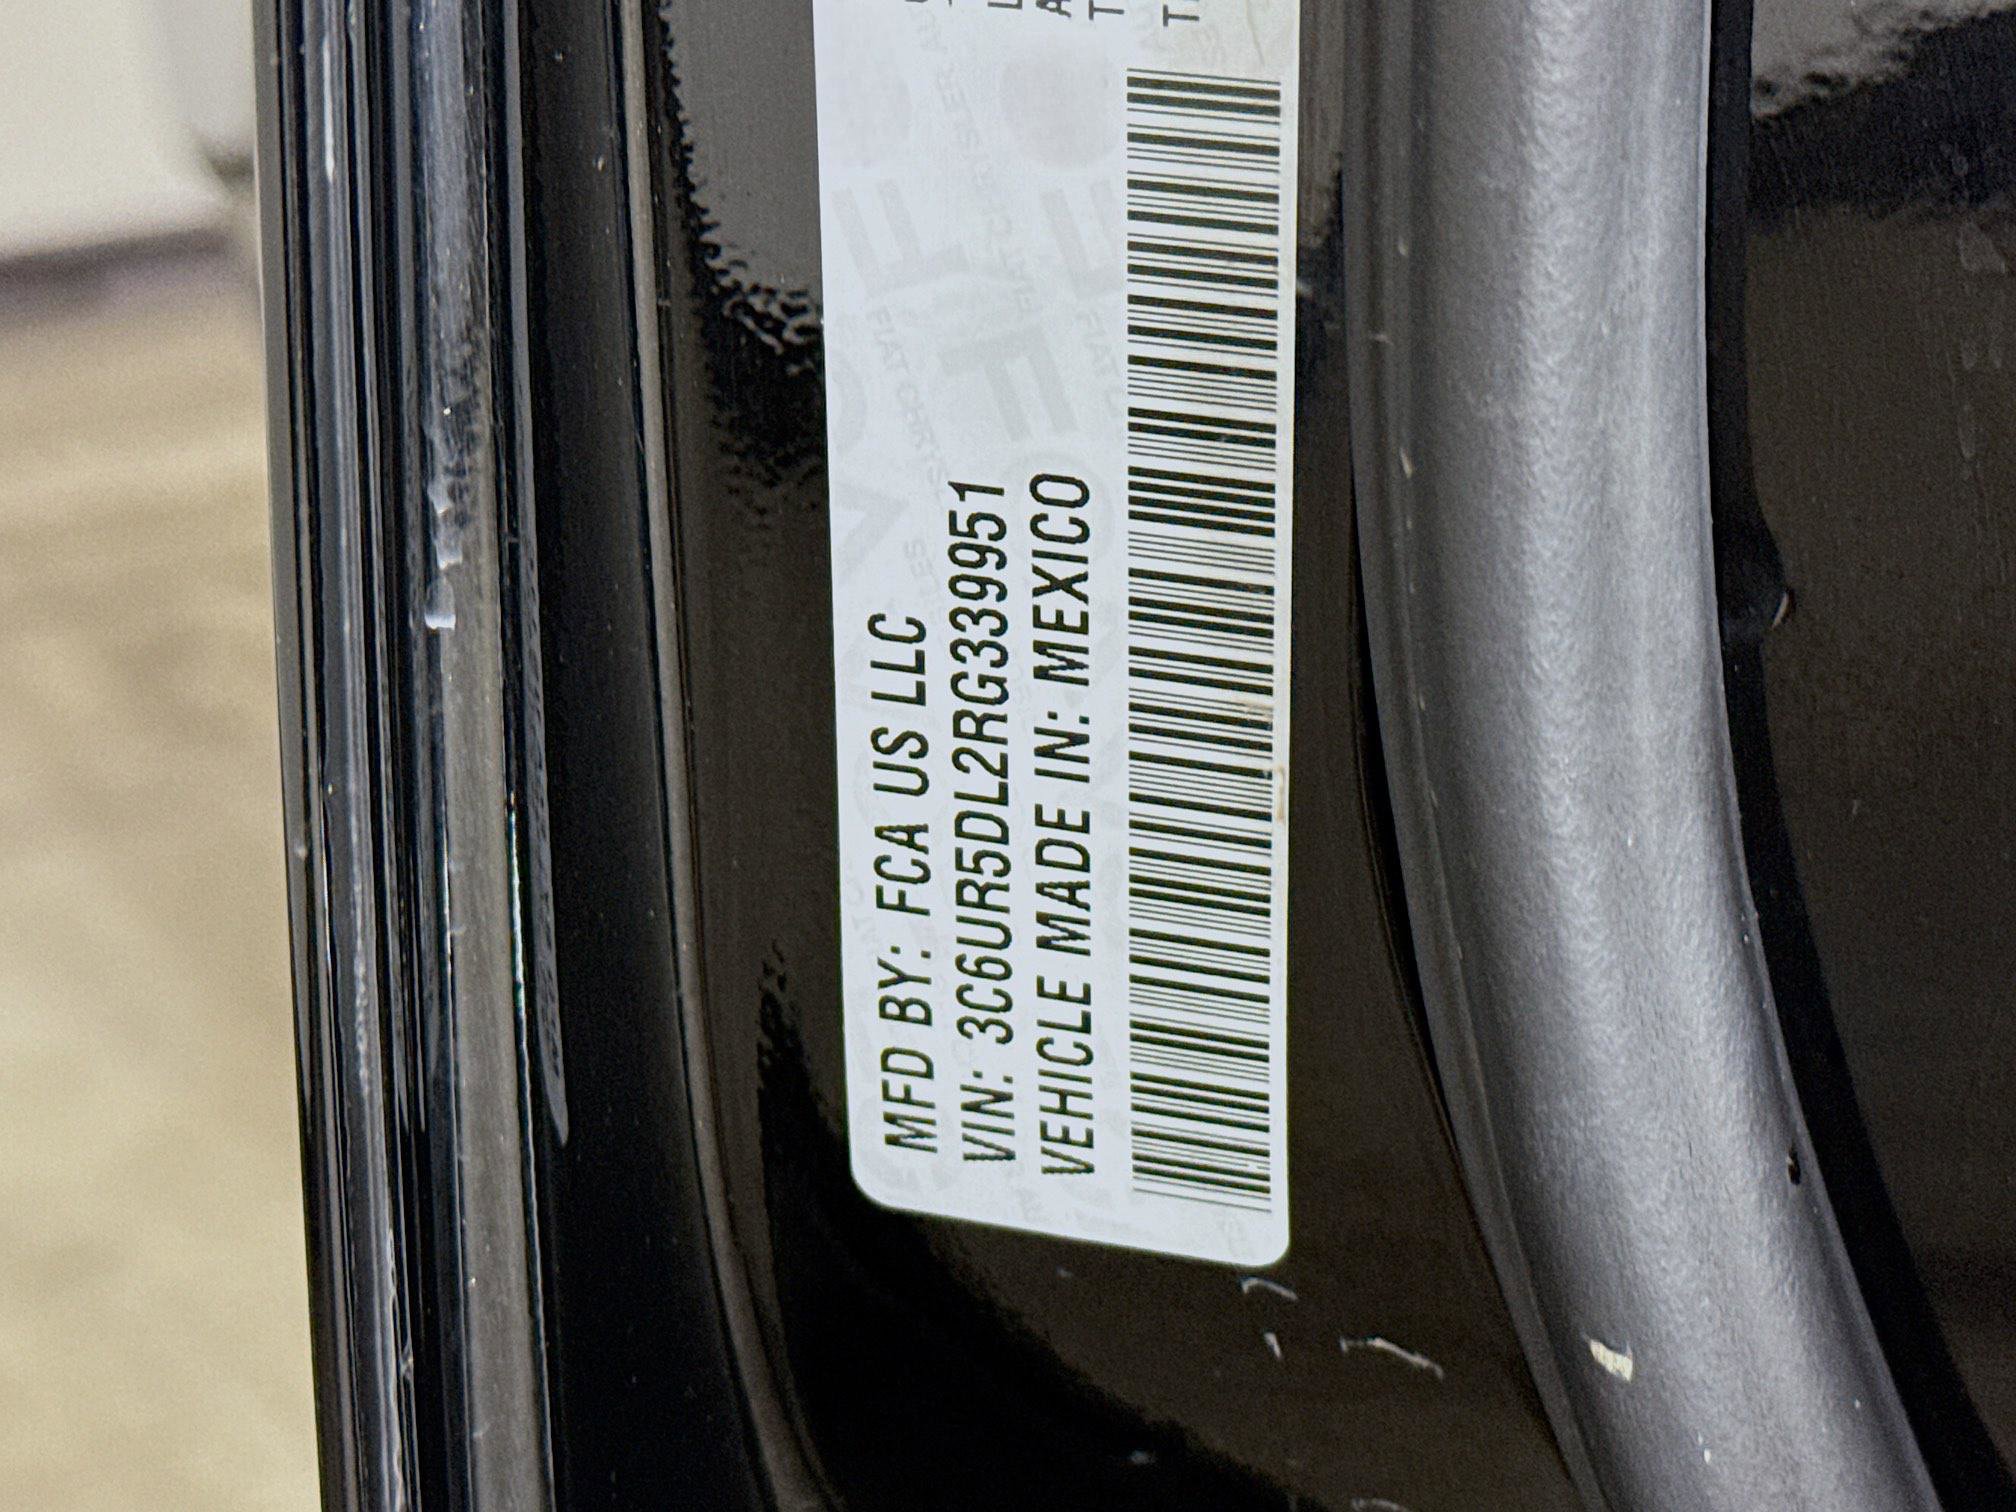 MFD BY: FCA US LLC
VIN: 3C6UR5DL2RG339951
VEHICLE MADE IN: MEXICO